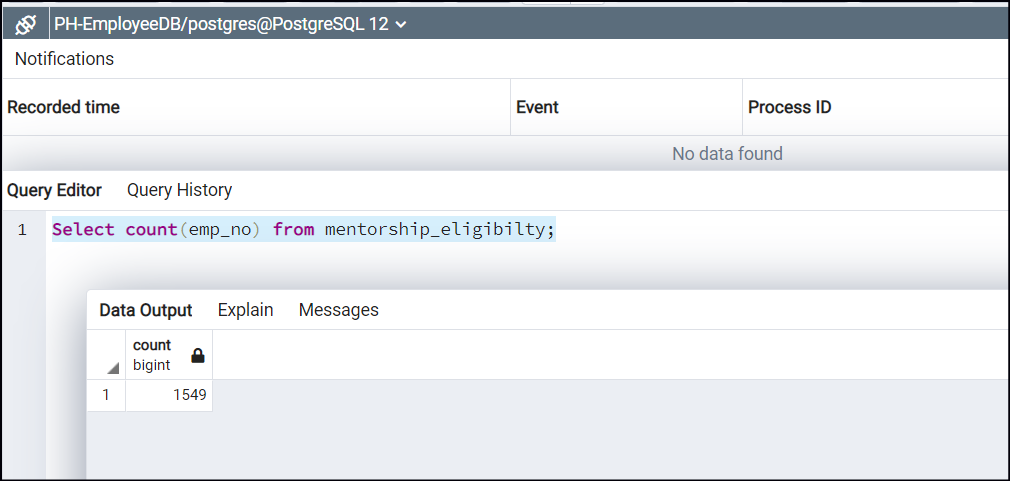 PH-EmployeeDB/postgres@PostgreSQL 12
Notifications
Recorded time Event Process ID
No data found
Query Editor Query History
1 Select count(emp_no) from mentorship_eligibilty;
Data Output Explain Messages
count
bigint
1 1549